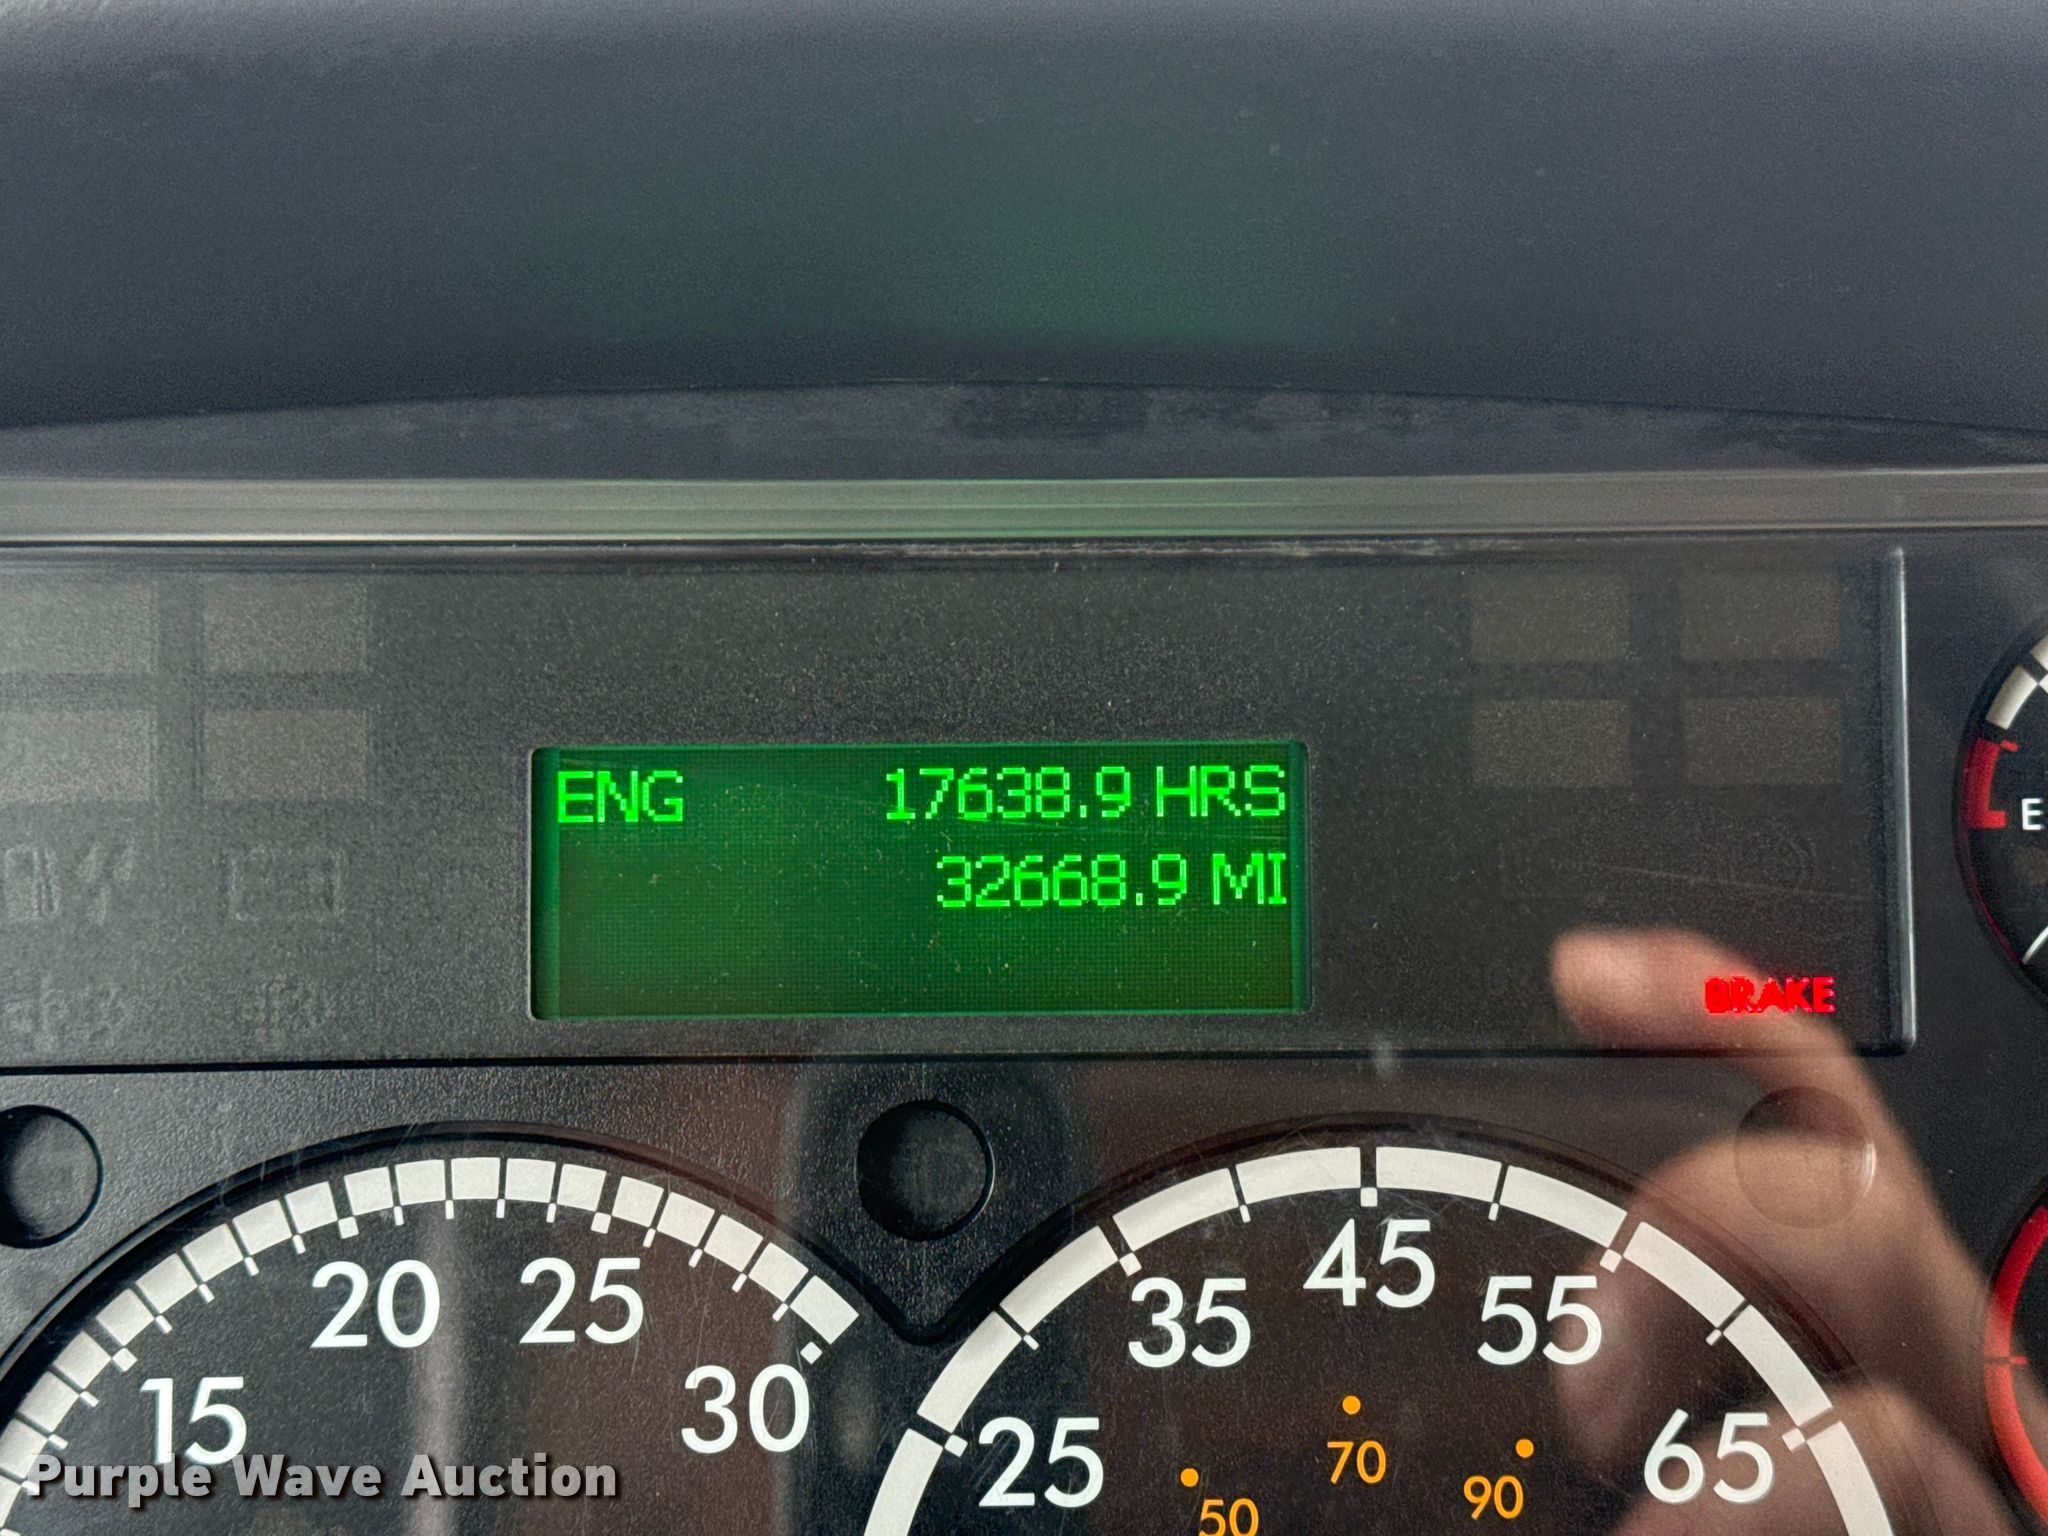 ENG 17638.9 HRS
32668.9 MI
E
BRAKE
15 20 25 30
25 35 45 55 65
50 70 90
Purple Wave Auction